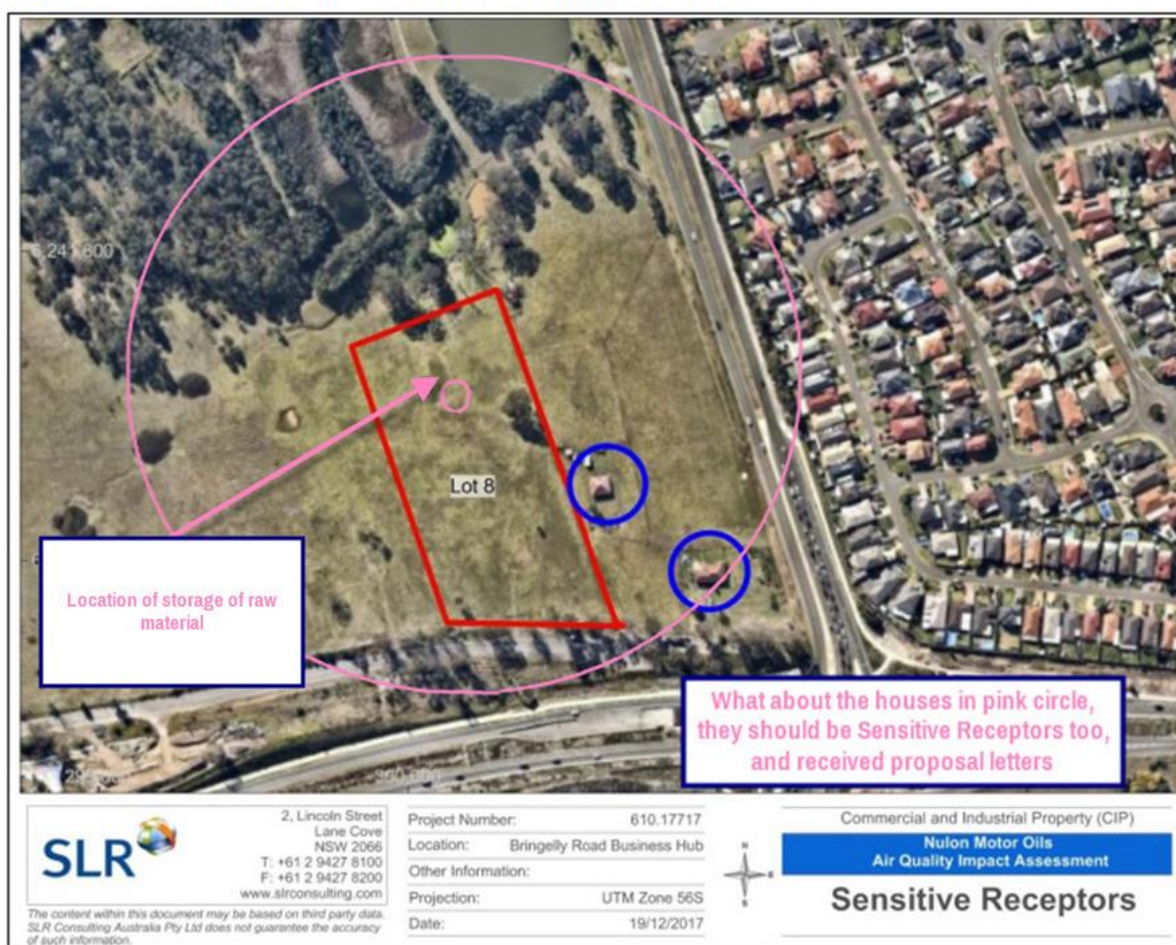 6,241,600
Lot 8
Location of storage of raw
material
What about the houses in pink circle,
they should be Sensitive Receptors too,
and received proposal letters
300,000
SLR
2, Lincoln Street
Lane Cove
NSW 2066
T: +61 2 9427 8100
F: +61 2 9427 8200
www.slrconsulting.com
The content within this document may be based on third party data.
SLR Consulting Australia Pty Ltd does not guarantee the accuracy
of such information.
Project Number: 610.17717
Location: Bringelly Road Business Hub
Other Information:
Projection: UTM Zone 56S
Date: 19/12/2017
N
E
S
Commercial and Industrial Property (CIP)
Nulon Motor Oils
Air Quality Impact Assessment
Sensitive Receptors